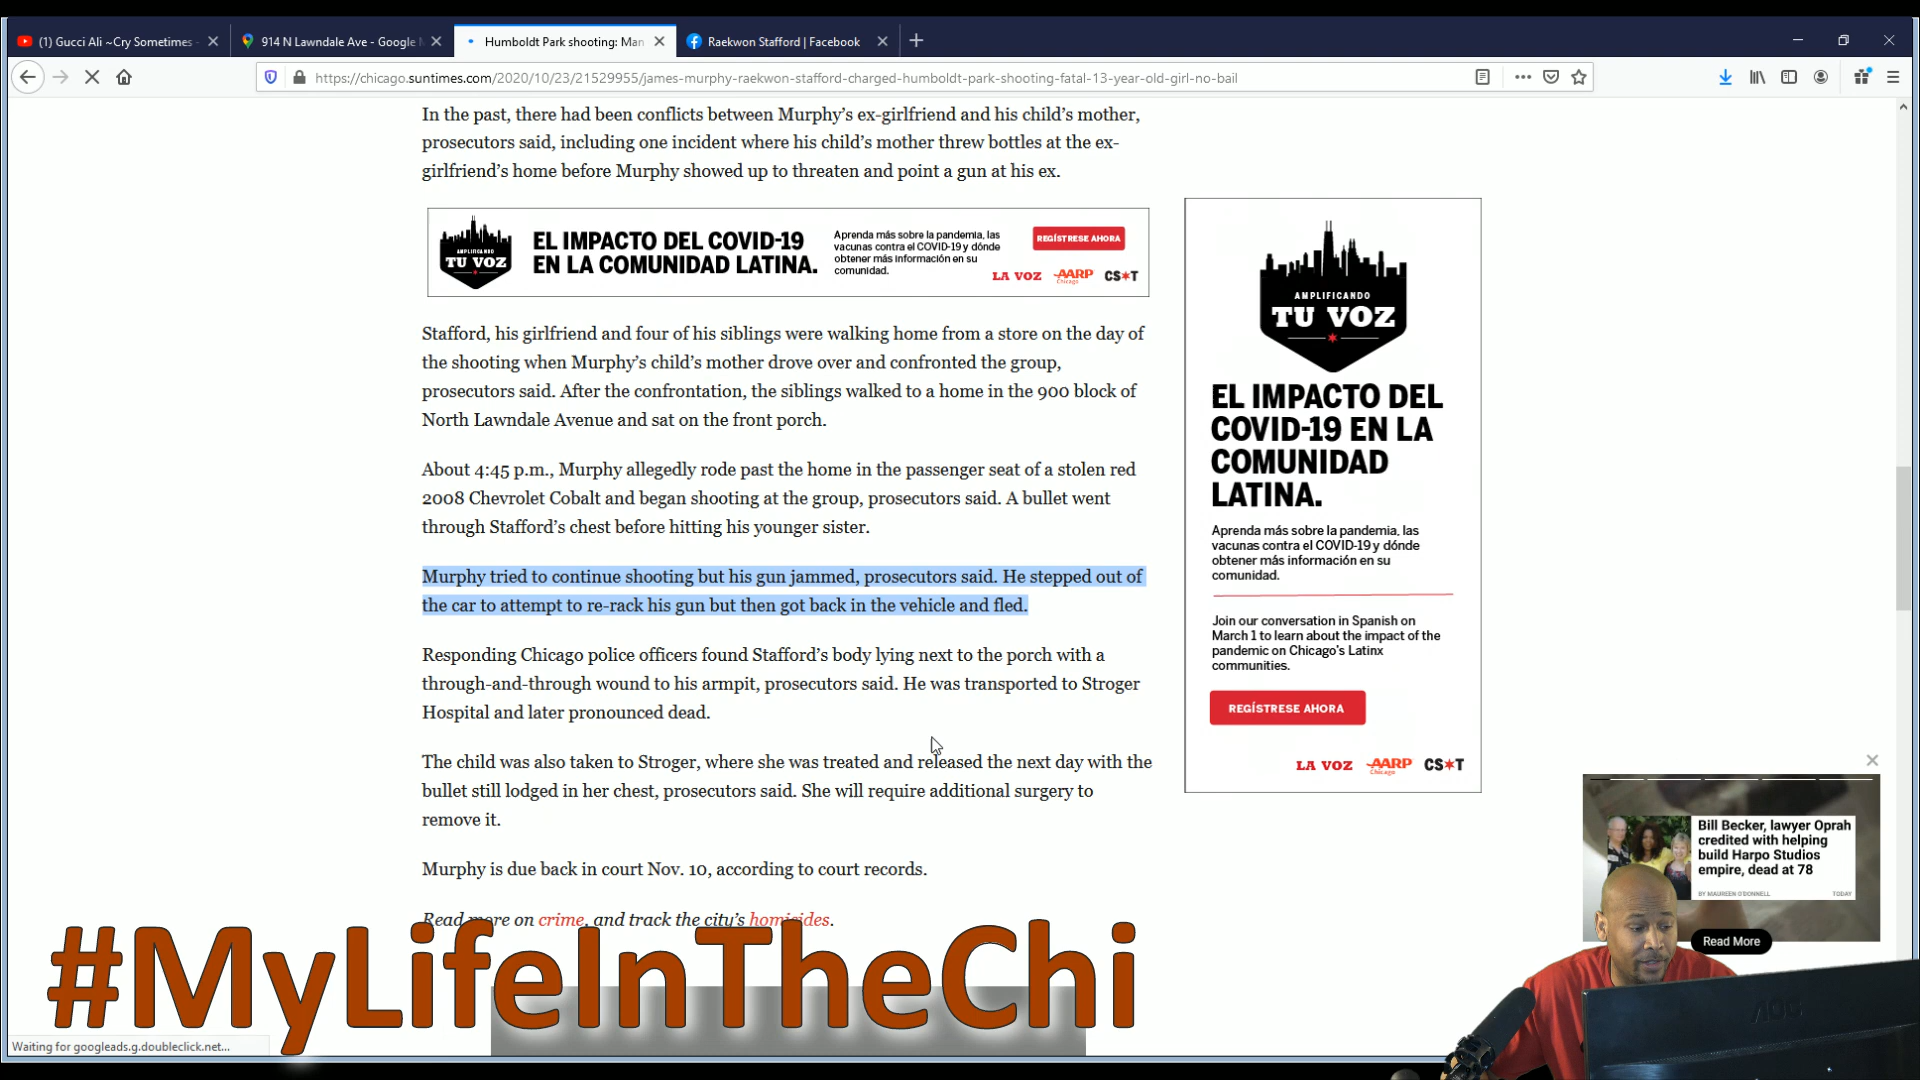 (1) Gucci Ali ~Cry Sometimes -
914 N Lawndale Ave - Google M
Humboldt Park shooting: Man
Raekwon Stafford | Facebook
https://chicago.suntimes.com/2020/10/23/21529955/james-murphy-raekwon-stafford-charged-humboldt-park-shooting-fatal-13-year-old-girl-no-bail
In the past, there had been conflicts between Murphy’s ex-girlfriend and his child’s mother,
prosecutors said, including one incident where his child’s mother threw bottles at the ex-
girlfriend’s home before Murphy showed up to threaten and point a gun at his ex.
AMPLIFICANDO
TU VOZ
EL IMPACTO DEL COVID-19
EN LA COMUNIDAD LATINA.
Aprenda más sobre la pandemia, las
vacunas contra el COVID-19 y dónde
obtener más información en su
comunidad.
REGÍSTRESE AHORA
LA VOZ AARP Chicago CS*T
Stafford, his girlfriend and four of his siblings were walking home from a store on the day of
the shooting when Murphy’s child’s mother drove over and confronted the group,
prosecutors said. After the confrontation, the siblings walked to a home in the 900 block of
North Lawndale Avenue and sat on the front porch.
About 4:45 p.m., Murphy allegedly rode past the home in the passenger seat of a stolen red
2008 Chevrolet Cobalt and began shooting at the group, prosecutors said. A bullet went
through Stafford’s chest before hitting his younger sister.
Murphy tried to continue shooting but his gun jammed, prosecutors said. He stepped out of
the car to attempt to re-rack his gun but then got back in the vehicle and fled.
Responding Chicago police officers found Stafford’s body lying next to the porch with a
through-and-through wound to his armpit, prosecutors said. He was transported to Stroger
Hospital and later pronounced dead.
The child was also taken to Stroger, where she was treated and released the next day with the
bullet still lodged in her chest, prosecutors said. She will require additional surgery to
remove it.
Murphy is due back in court Nov. 10, according to court records.
Read more on crime, and track the city’s homicides.
AMPLIFICANDO
TU VOZ
EL IMPACTO DEL
COVID-19 EN LA
COMUNIDAD
LATINA.
Aprenda más sobre la pandemia, las
vacunas contra el COVID-19 y dónde
obtener más información en su
comunidad.
Join our conversation in Spanish on
March 1 to learn about the impact of the
pandemic on Chicago’s Latinx
communities.
REGÍSTRESE AHORA
LA VOZ AARP Chicago CS*T
Bill Becker, lawyer Oprah
credited with helping
build Harpo Studios
empire, dead at 78
BY MAUREEN O'DONNELL TODAY
Read More
#MyLifeInTheChi
Waiting for googleads.g.doubleclick.net...
AOC